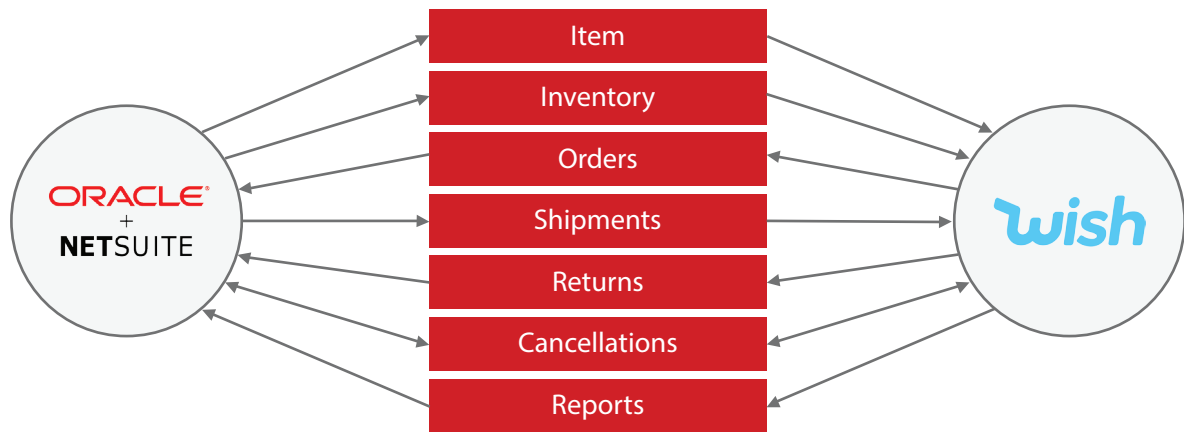 Item
Inventory
Orders
ORACLE®
+
NETSUITE
Shipments
wish
Returns
Cancellations
Reports